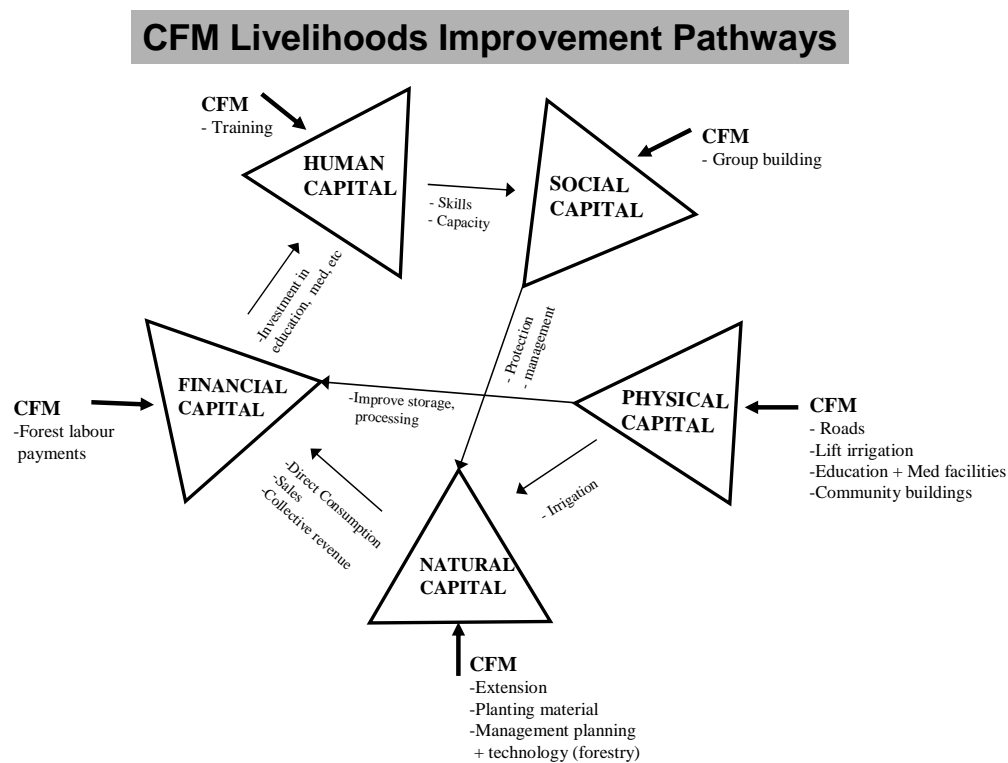 CFM Livelihoods Improvement Pathways
CFM
- Training
HUMAN
CAPITAL
CFM
- Group building
SOCIAL
CAPITAL
- Skills
- Capacity
-Investment in
education, med, etc
- Protection
- management
FINANCIAL
CAPITAL
CFM
-Forest labour
payments
-Improve storage,
processing
PHYSICAL
CAPITAL
CFM
- Roads
-Lift irrigation
-Education + Med facilities
-Community buildings
-Direct Consumption
-Sales
-Collective revenue
- Irrigation
NATURAL
CAPITAL
CFM
-Extension
-Planting material
-Management planning
+ technology (forestry)